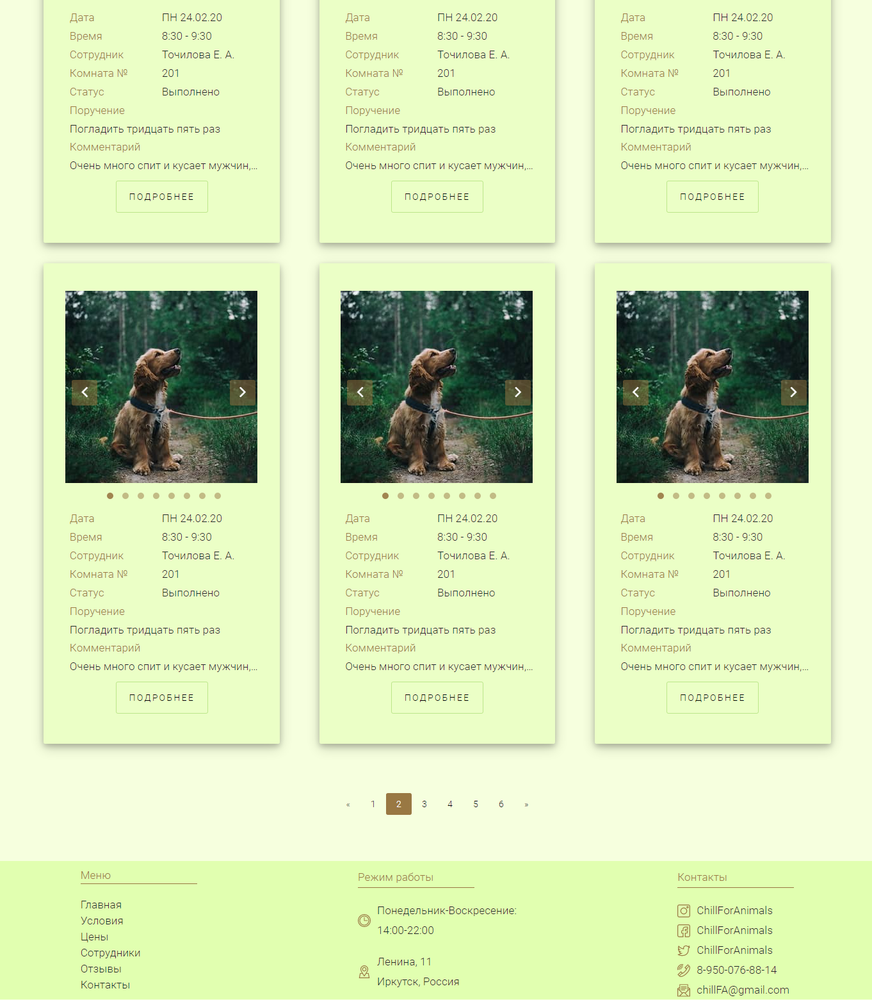 Дата ПН 24.02.20
Время 8:30 - 9:30
Сотрудник Точилова Е. А.
Комната № 201
Статус Выполнено
Поручение
Погладить тридцать пять раз
Комментарий
Очень много спит и кусает мужчин,...
ПОДРОБНЕЕ
Дата ПН 24.02.20
Время 8:30 - 9:30
Сотрудник Точилова Е. А.
Комната № 201
Статус Выполнено
Поручение
Погладить тридцать пять раз
Комментарий
Очень много спит и кусает мужчин,...
ПОДРОБНЕЕ
Дата ПН 24.02.20
Время 8:30 - 9:30
Сотрудник Точилова Е. А.
Комната № 201
Статус Выполнено
Поручение
Погладить тридцать пять раз
Комментарий
Очень много спит и кусает мужчин,...
ПОДРОБНЕЕ
Дата ПН 24.02.20
Время 8:30 - 9:30
Сотрудник Точилова Е. А.
Комната № 201
Статус Выполнено
Поручение
Погладить тридцать пять раз
Комментарий
Очень много спит и кусает мужчин,...
ПОДРОБНЕЕ
Дата ПН 24.02.20
Время 8:30 - 9:30
Сотрудник Точилова Е. А.
Комната № 201
Статус Выполнено
Поручение
Погладить тридцать пять раз
Комментарий
Очень много спит и кусает мужчин,...
ПОДРОБНЕЕ
Дата ПН 24.02.20
Время 8:30 - 9:30
Сотрудник Точилова Е. А.
Комната № 201
Статус Выполнено
Поручение
Погладить тридцать пять раз
Комментарий
Очень много спит и кусает мужчин,...
ПОДРОБНЕЕ
« 1 2 3 4 5 6 »
Меню
Главная
Условия
Цены
Сотрудники
Отзывы
Контакты
Режим работы
Понедельник-Воскресение:
14:00-22:00
Ленина, 11
Иркутск, Россия
Контакты
ChillForAnimals
ChillForAnimals
ChillForAnimals
8-950-076-88-14
chillFA@gmail.com